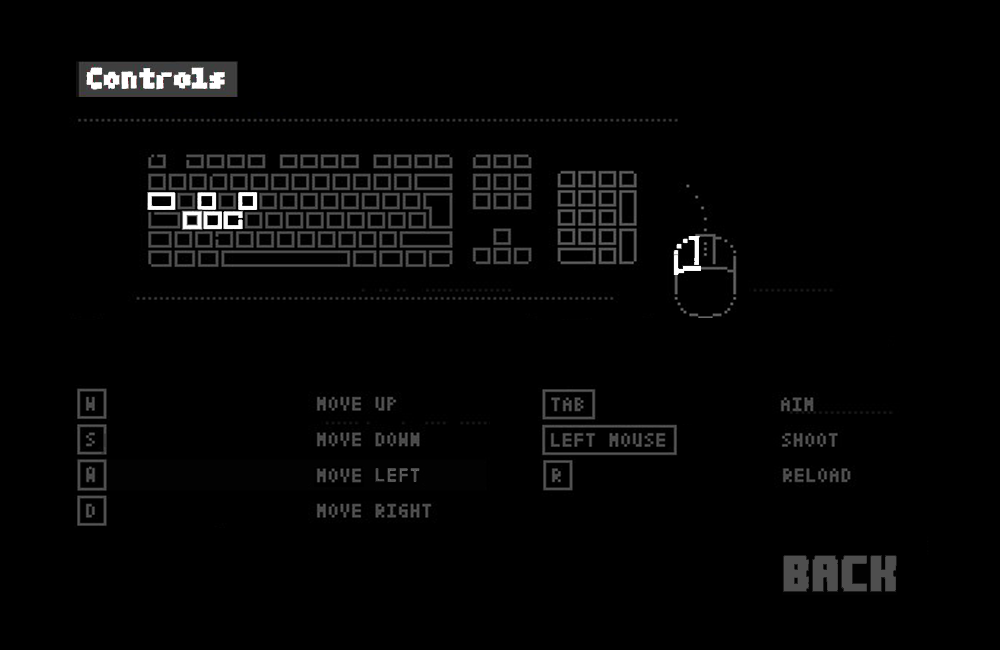 Controls
W MOVE UP TAB AIM
S MOVE DOWN LEFT MOUSE SHOOT
A MOVE LEFT R RELOAD
D MOVE RIGHT
BACK